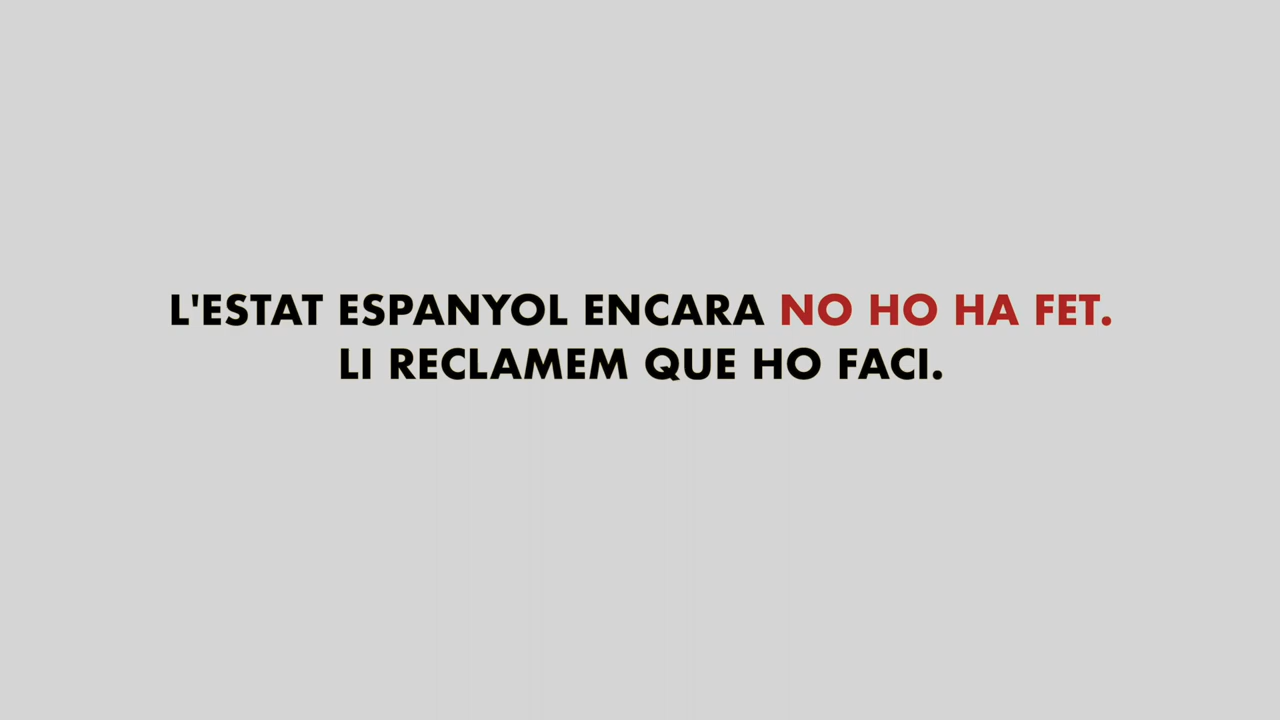 L'ESTAT ESPANYOL ENCARA NO HO HA FET.
LI RECLAMEM QUE HO FACI.